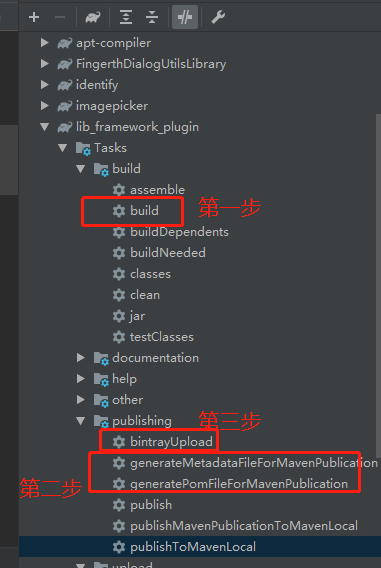 apt-compiler
FingerthDialogUtilsLibrary
identify
imagepicker
lib_framework_plugin
Tasks
build
assemble
build 第一步
buildDependents
buildNeeded
classes
clean
jar
testClasses
documentation
help
other
publishing 第三步
bintrayUpload
generateMetadataFileForMavenPublication
第二步 generatePomFileForMavenPublication
publish
publishMavenPublicationToMavenLocal
publishToMavenLocal
upload